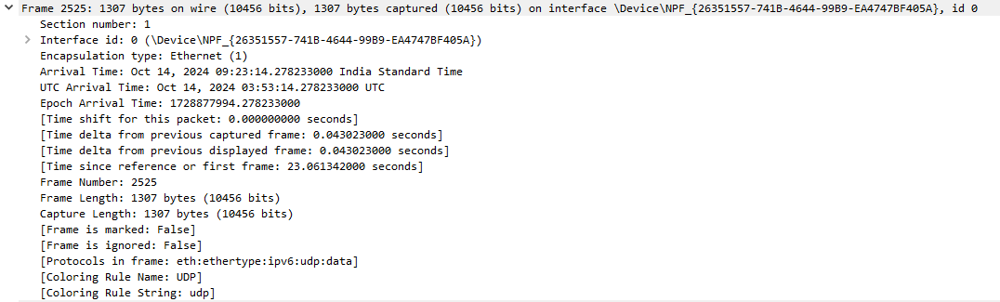 Frame 2525: 1307 bytes on wire (10456 bits), 1307 bytes captured (10456 bits) on interface \Device\NPF_{26351557-741B-4644-99B9-EA4747BF405A}, id 0
Section number: 1
Interface id: 0 (\Device\NPF_{26351557-741B-4644-99B9-EA4747BF405A})
Encapsulation type: Ethernet (1)
Arrival Time: Oct 14, 2024 09:23:14.278233000 India Standard Time
UTC Arrival Time: Oct 14, 2024 03:53:14.278233000 UTC
Epoch Arrival Time: 1728877994.278233000
[Time shift for this packet: 0.000000000 seconds]
[Time delta from previous captured frame: 0.043023000 seconds]
[Time delta from previous displayed frame: 0.043023000 seconds]
[Time since reference or first frame: 23.061342000 seconds]
Frame Number: 2525
Frame Length: 1307 bytes (10456 bits)
Capture Length: 1307 bytes (10456 bits)
[Frame is marked: False]
[Frame is ignored: False]
[Protocols in frame: eth:ethertype:ipv6:udp:data]
[Coloring Rule Name: UDP]
[Coloring Rule String: udp]